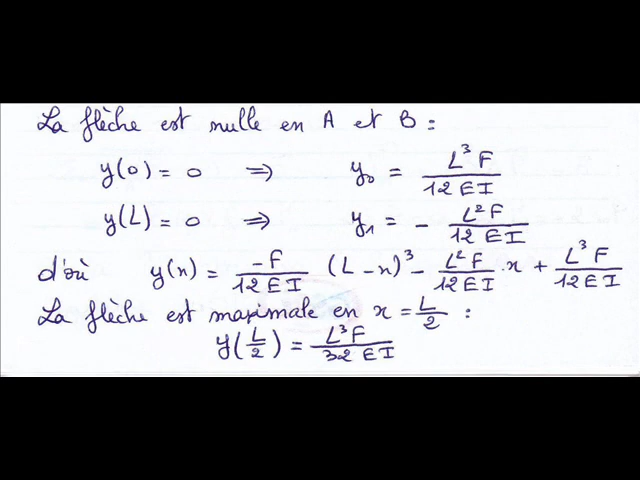 La flèche est nulle en A et B :
y(0) = 0 ⇒ y₀ = L³F / 12EI
y(L) = 0 ⇒ y₁ = - L²F / 12EI
d'où y(x) = -F / 12EI (L-x)³ - L²F / 12EI . x + L³F / 12EI
La flèche est maximale en x = L/2 :
y(L/2) = L³F / 32EI